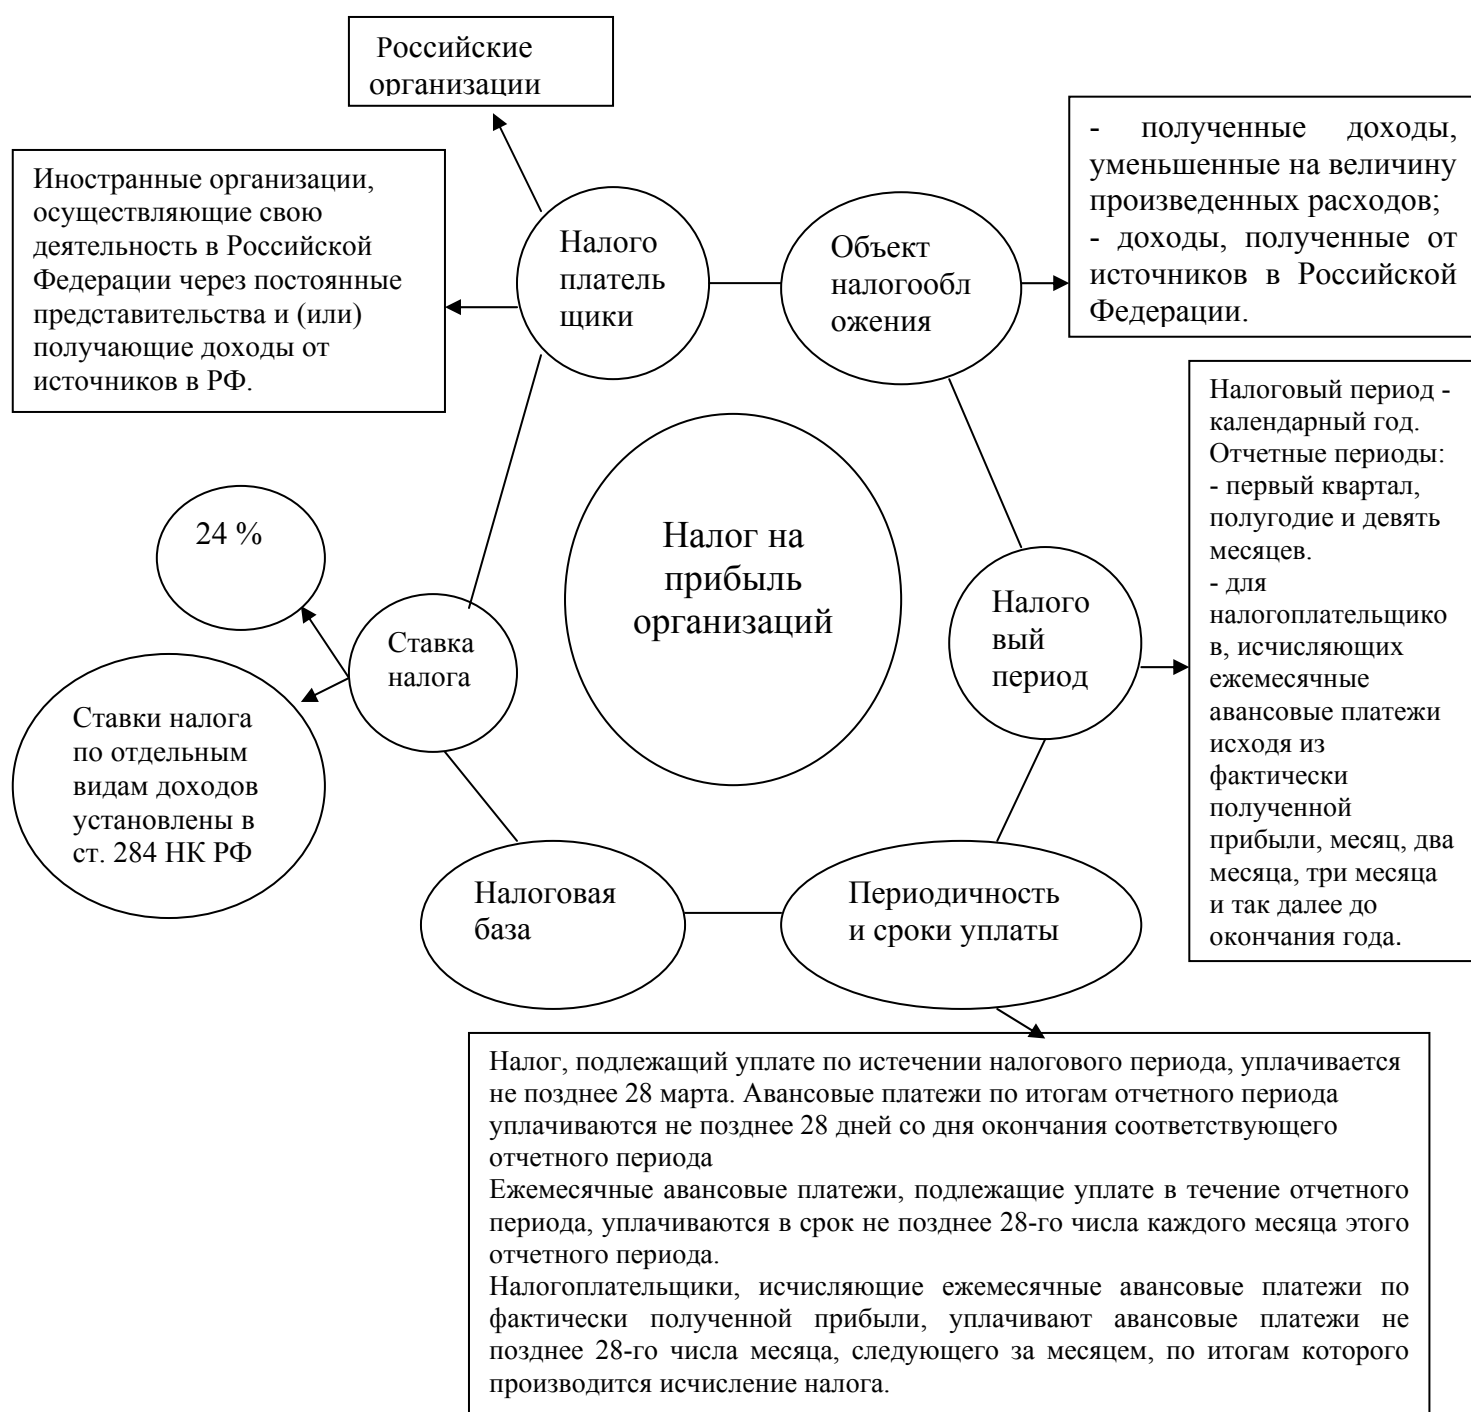 Российские
организации
Иностранные организации,
осуществляющие свою
деятельность в Российской
Федерации через постоянные
представительства и (или)
получающие доходы от
источников в РФ.
Налого
платель
щики
Объект
налогообл
ожения
- полученные доходы,
уменьшенные на величину
произведенных расходов;
- доходы, полученные от
источников в Российской
Федерации.
Налоговый период -
календарный год.
Отчетные периоды:
- первый квартал,
полугодие и девять
месяцев.
- для
налогоплательщико
в, исчисляющих
ежемесячные
авансовые платежи
исходя из
фактически
полученной
прибыли, месяц, два
месяца, три месяца
и так далее до
окончания года.
24 %
Налог на
прибыль
организаций
Налого
вый
период
Ставка
налога
Ставки налога
по отдельным
видам доходов
установлены в
ст. 284 НК РФ
Налоговая
база
Периодичность
и сроки уплаты
Налог, подлежащий уплате по истечении налогового периода, уплачивается
не позднее 28 марта. Авансовые платежи по итогам отчетного периода
уплачиваются не позднее 28 дней со дня окончания соответствующего
отчетного периода
Ежемесячные авансовые платежи, подлежащие уплате в течение отчетного
периода, уплачиваются в срок не позднее 28-го числа каждого месяца этого
отчетного периода.
Налогоплательщики, исчисляющие ежемесячные авансовые платежи по
фактически полученной прибыли, уплачивают авансовые платежи не
позднее 28-го числа месяца, следующего за месяцем, по итогам которого
производится исчисление налога.